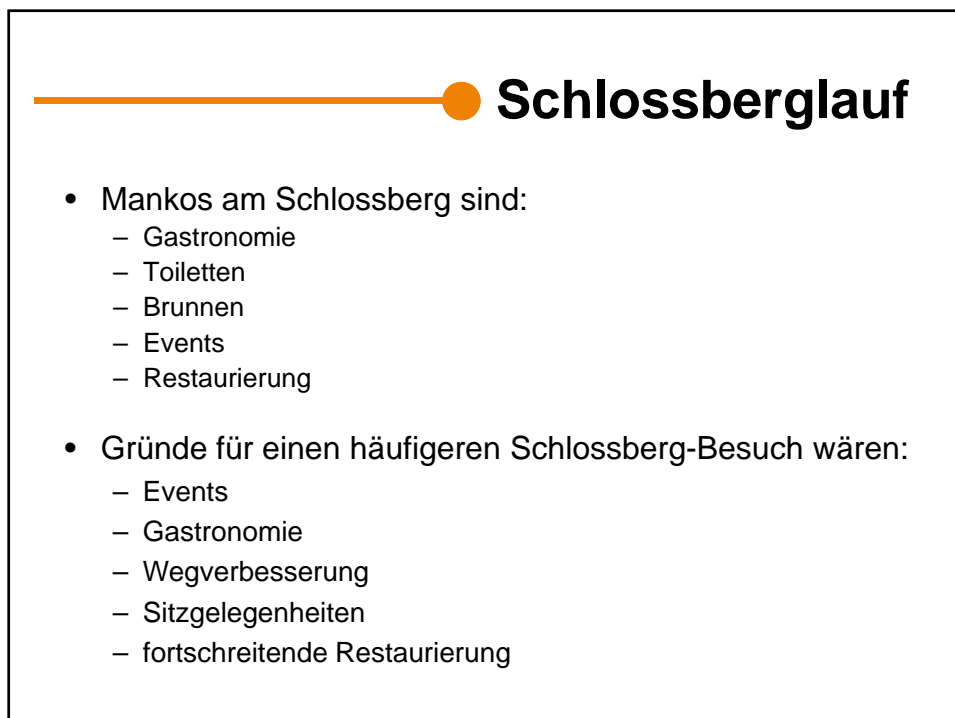 Schlossberglauf
• Mankos am Schlossberg sind:
– Gastronomie
– Toiletten
– Brunnen
– Events
– Restaurierung
• Gründe für einen häufigeren Schlossberg-Besuch wären:
– Events
– Gastronomie
– Wegverbesserung
– Sitzgelegenheiten
– fortschreitende Restaurierung